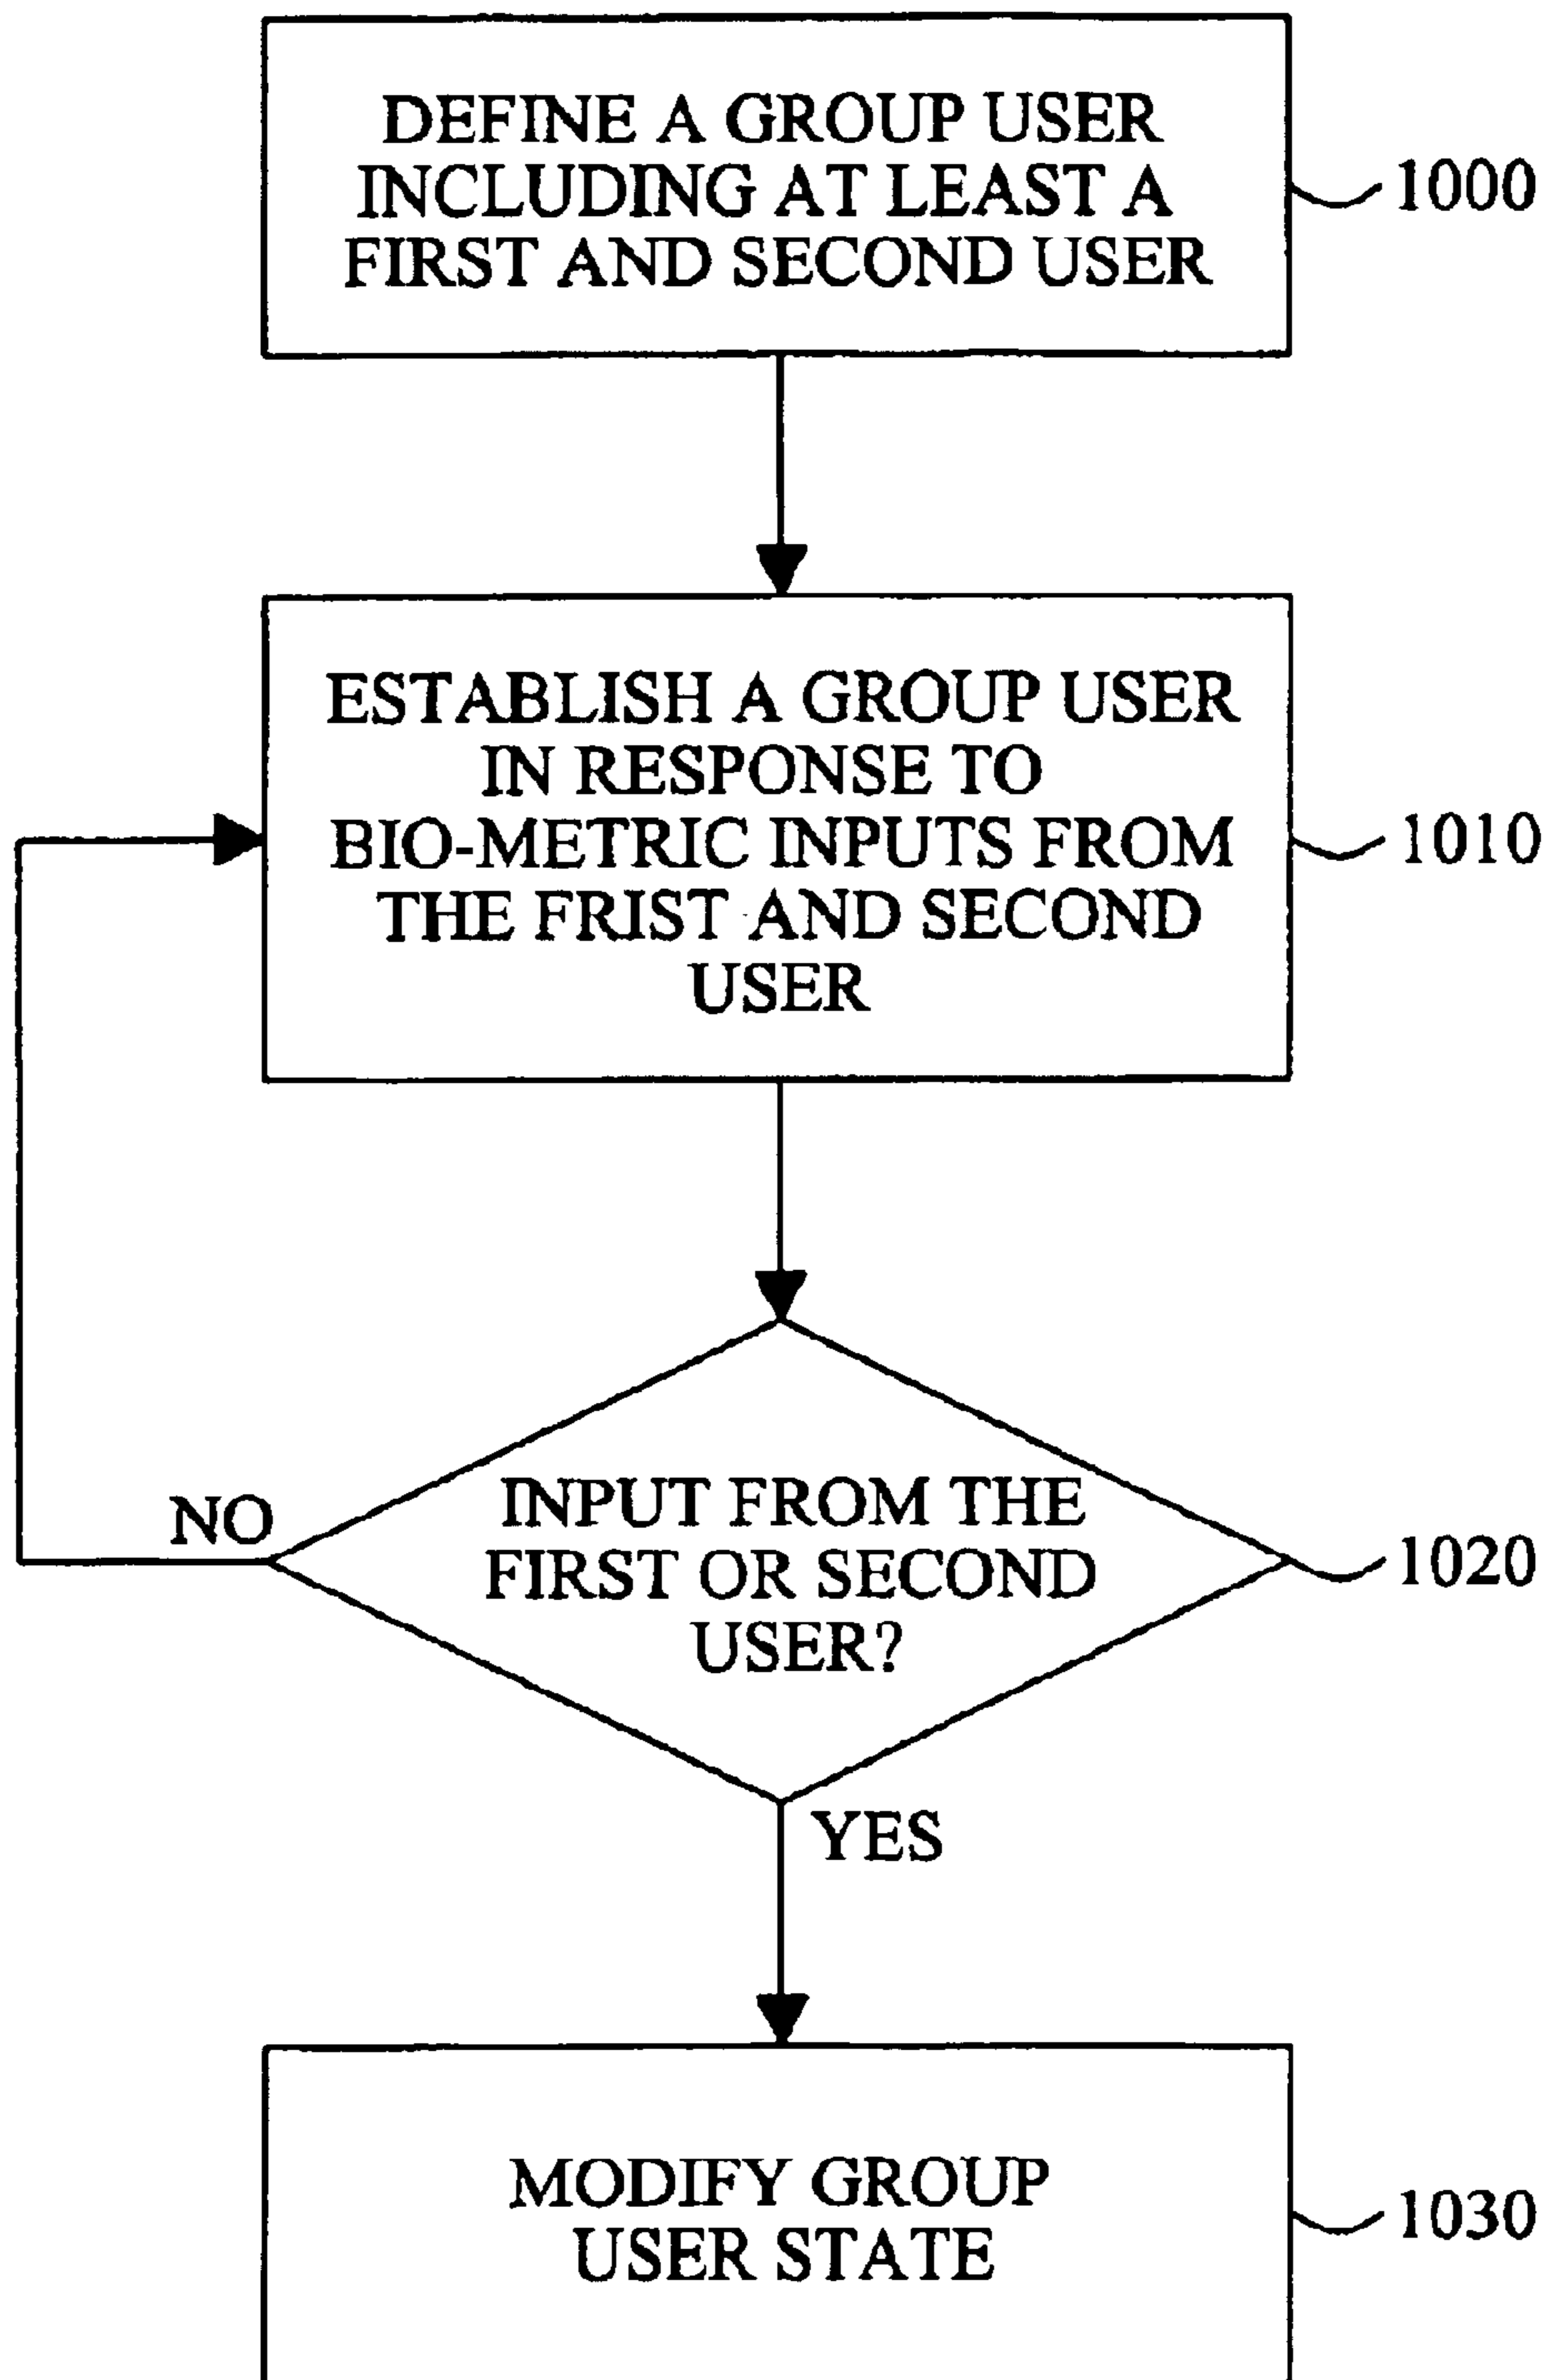 DEFINE A GROUP USER
INCLUDING AT LEAST A
FIRST AND SECOND USER
1000
ESTABLISH A GROUP USER
IN RESPONSE TO
BIO-METRIC INPUTS FROM
THE FRIST AND SECOND
USER
1010
NO
INPUT FROM THE
FIRST OR SECOND
USER?
1020
YES
MODIFY GROUP
USER STATE
1030